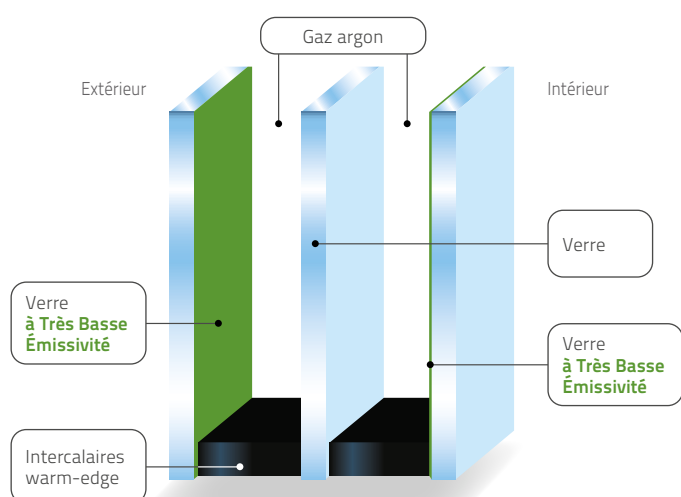 Gaz argon
Extérieur
Intérieur
Verre
Verre
à Très Basse
Émissivité
Verre
à Très Basse
Émissivité
Intercalaires
warm-edge